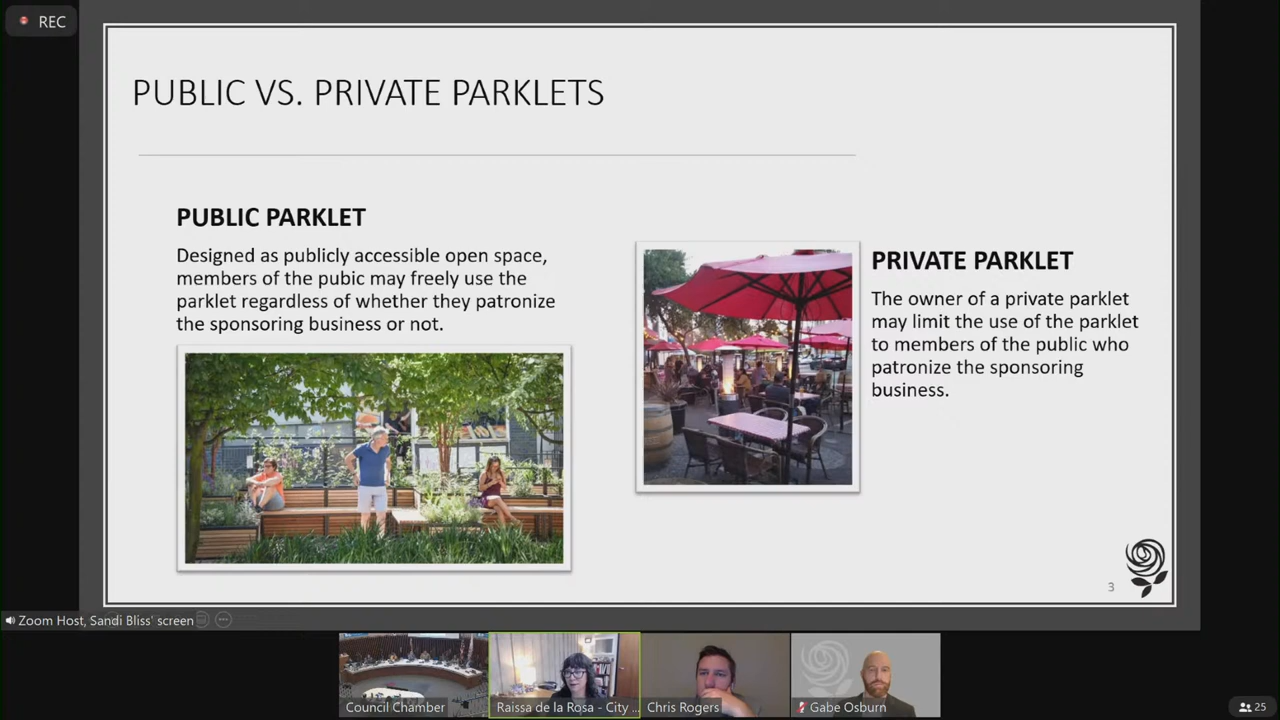 REC
PUBLIC VS. PRIVATE PARKLETS
PUBLIC PARKLET
Designed as publicly accessible open space,
members of the pubic may freely use the
parklet regardless of whether they patronize
the sponsoring business or not.
PRIVATE PARKLET
The owner of a private parklet
may limit the use of the parklet
to members of the public who
patronize the sponsoring
business.
3
Zoom Host, Sandi Bliss' screen
Council Chamber
Raissa de la Rosa - City ...
Chris Rogers
Gabe Osburn
25